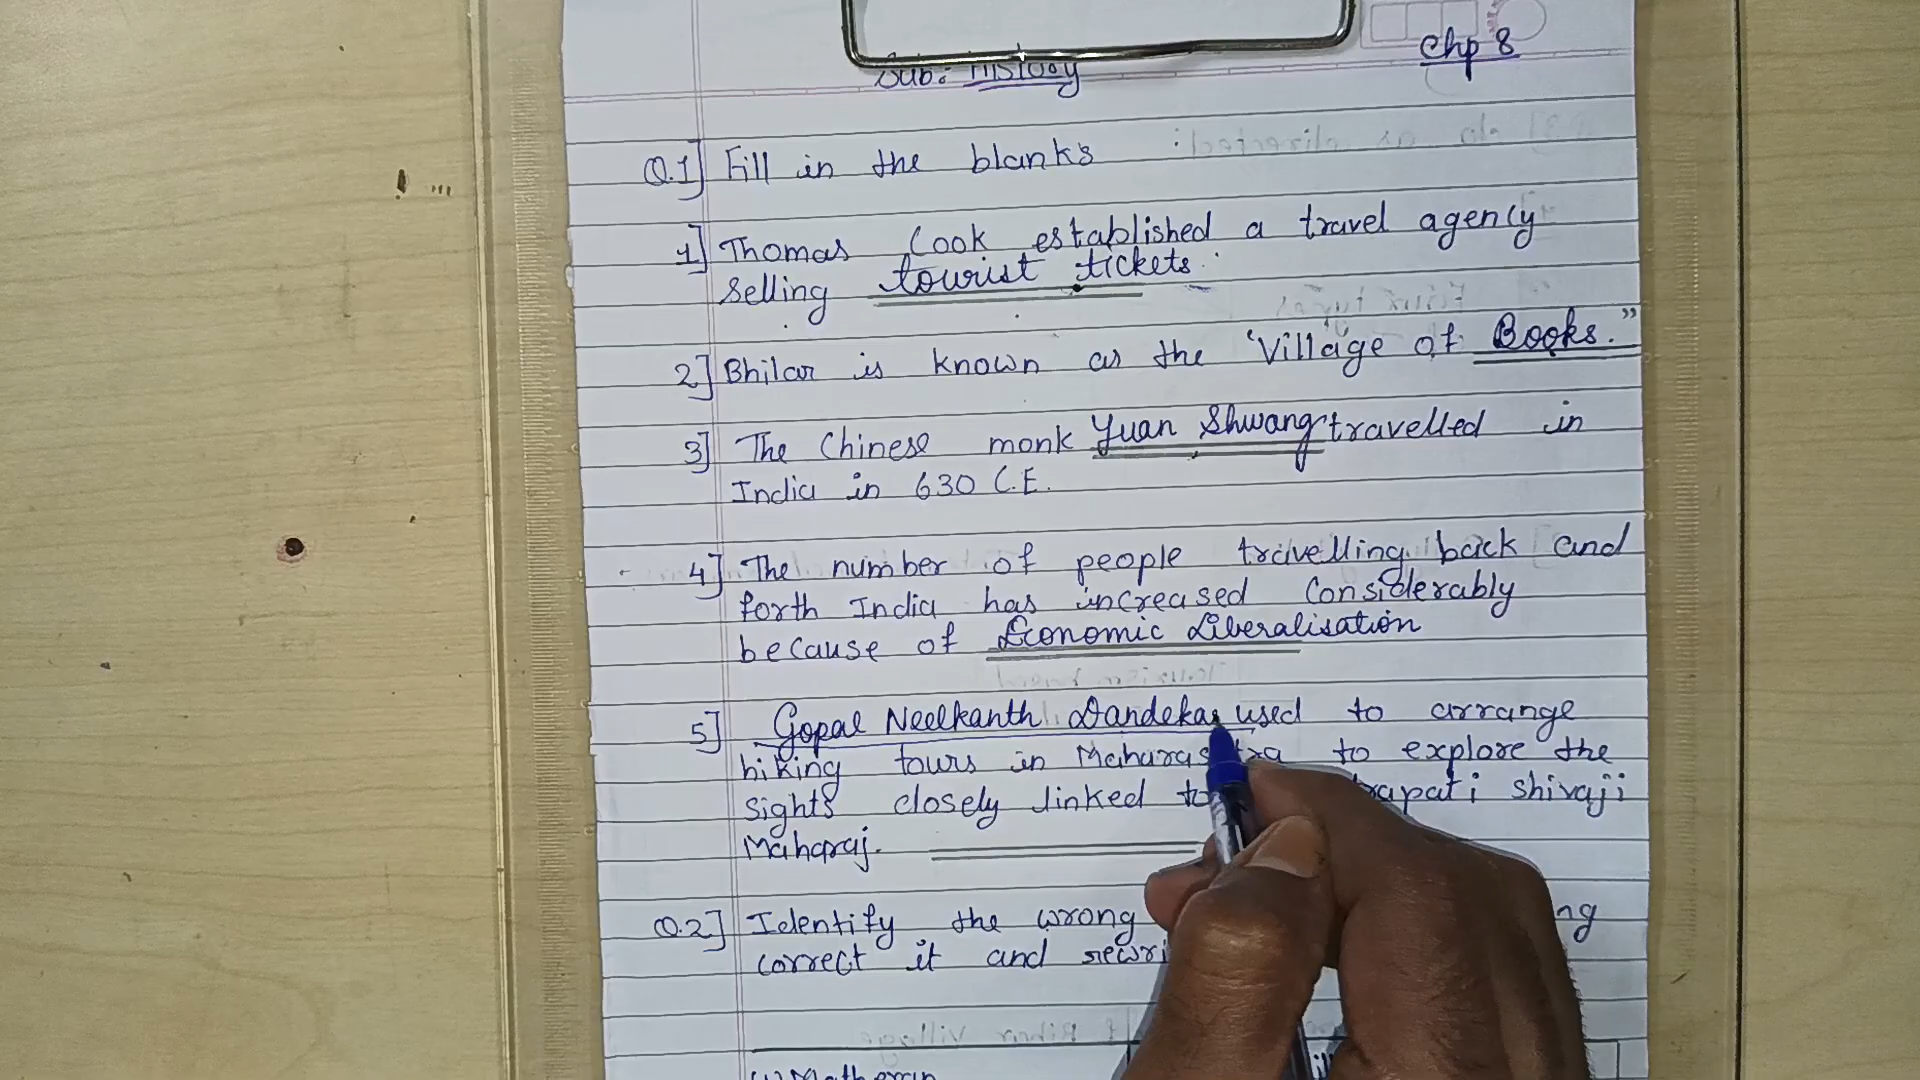 Sub: History
Chp 8
Q.1] Fill in the blanks
1] Thomas Cook established a travel agency
selling tourist tickets.
2] Bhilar is known as the 'Village of Books."
3] The Chinese monk Yuan Shwang travelled in
India in 630 C.E.
4] The number of people travelling back and
forth India has increased considerably
because of Economic Liberalisation
5] Gopal Neelkanth Dandekar used to arrange
hiking tours in Maharashtra to explore the
sights closely linked to shivaji
Maharaj.
Q.2] Identify the wrong
correct it and